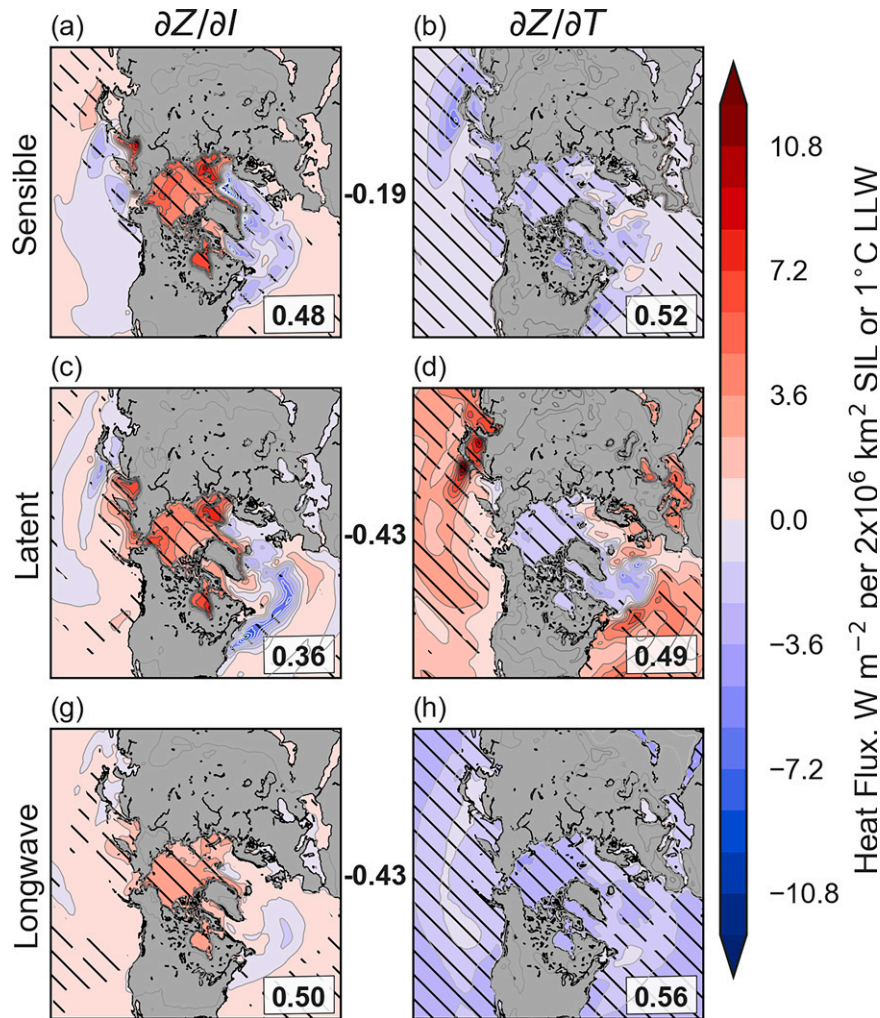 ∂Z/∂I
∂Z/∂T
(a)
(b)
Sensible
-0.19
0.48
0.52
(c)
(d)
Latent
-0.43
0.36
0.49
(g)
(h)
Longwave
-0.43
0.50
0.56
10.8
7.2
3.6
0.0
−3.6
−7.2
−10.8
Heat Flux, W m⁻² per 2x10⁶ km² SIL or 1°C LLW